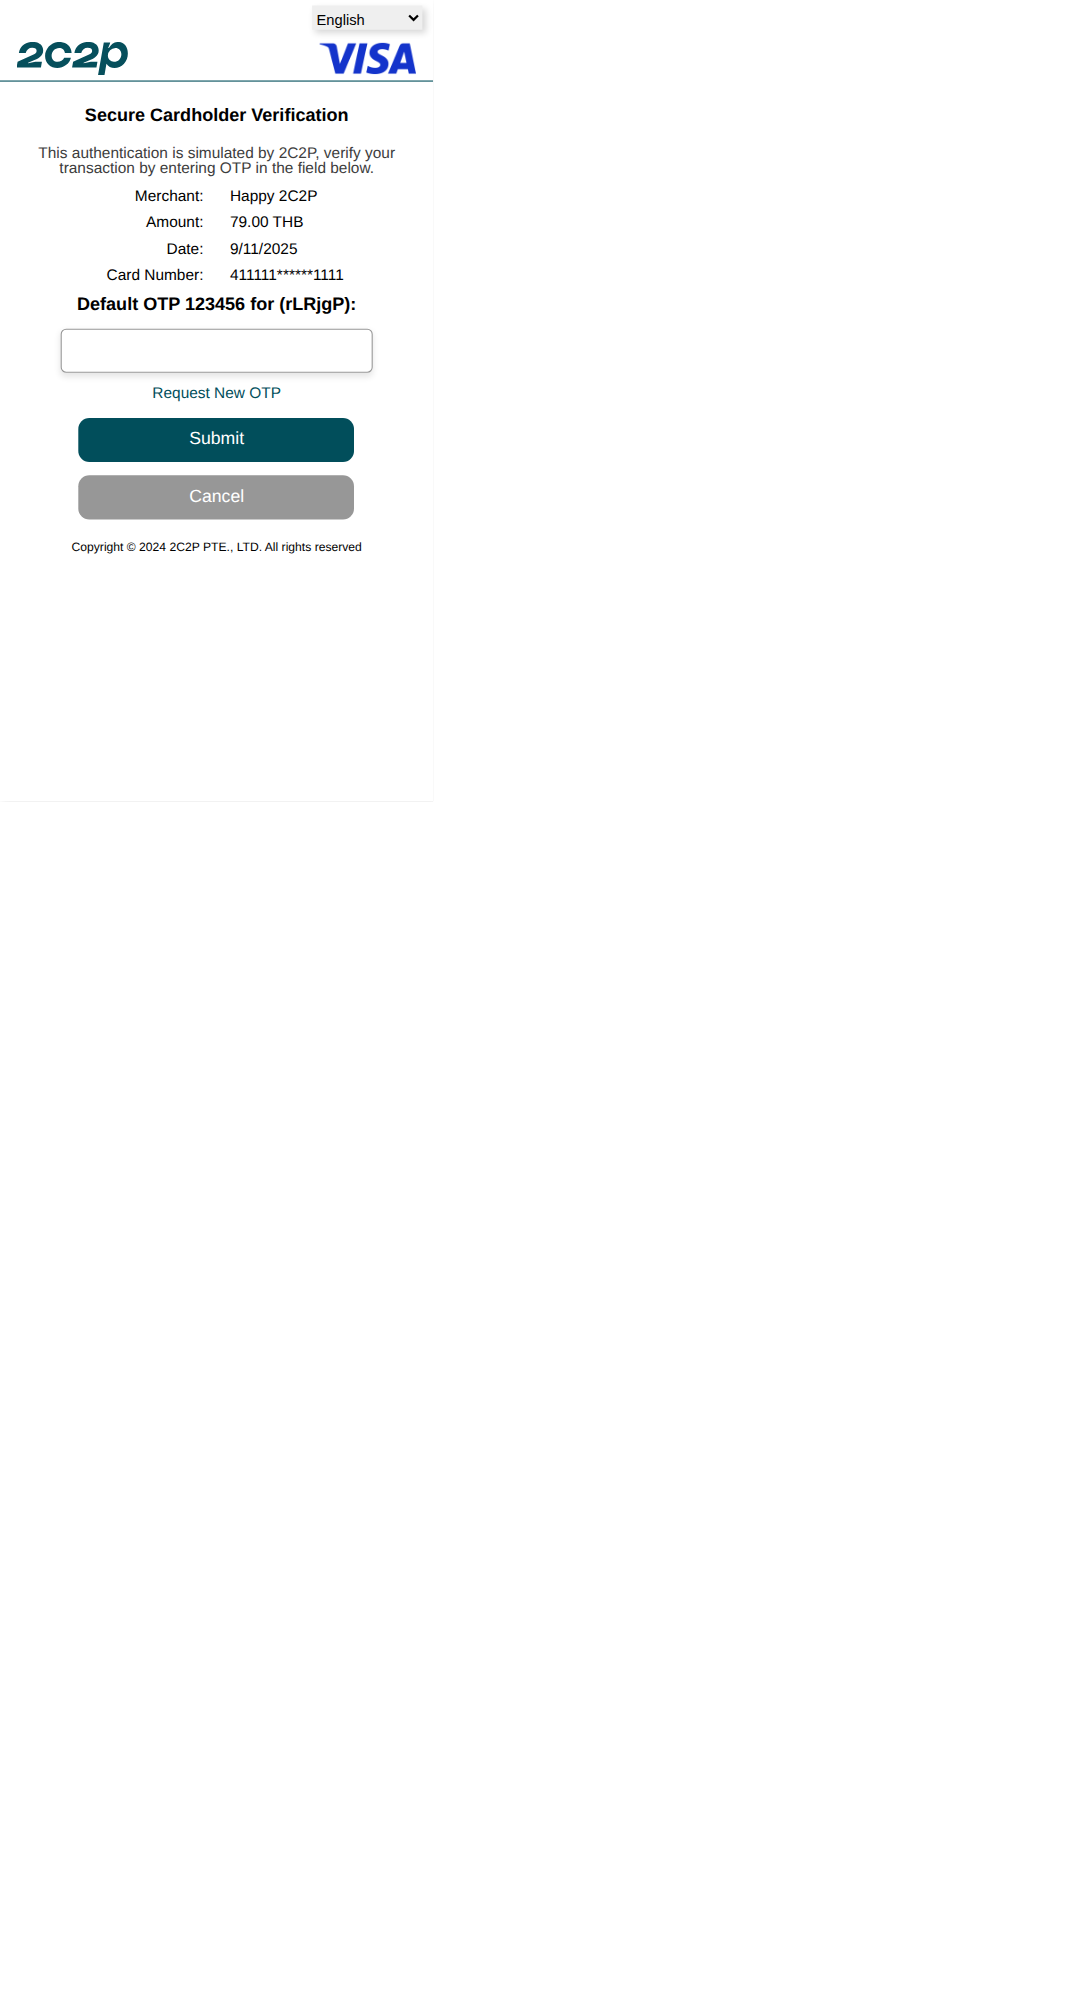 English
2c2p
VISA
Secure Cardholder Verification
This authentication is simulated by 2C2P, verify your
transaction by entering OTP in the field below.
Merchant: Happy 2C2P
Amount: 79.00 THB
Date: 9/11/2025
Card Number: 411111******1111
Default OTP 123456 for (rLRjgP):
Request New OTP
Submit
Cancel
Copyright © 2024 2C2P PTE., LTD. All rights reserved